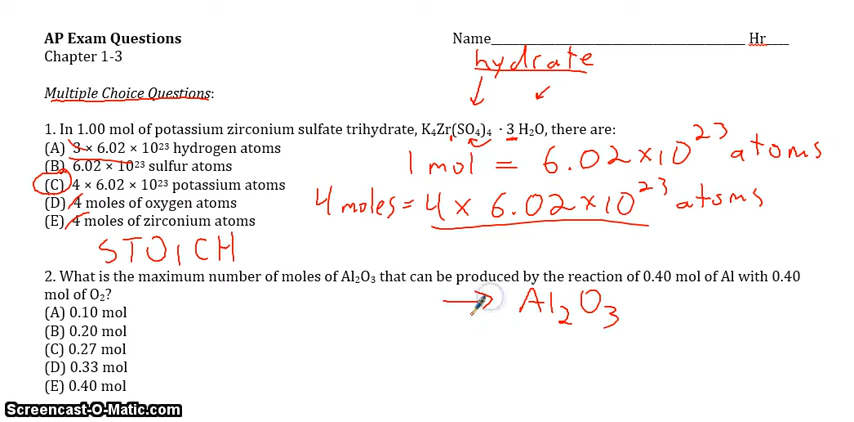 AP Exam Questions
Name____________________ Hr____
Chapter 1-3
hydrate
Multiple Choice Questions:
1. In 1.00 mol of potassium zirconium sulfate trihydrate, K₄Zr(SO₄)₄ · 3 H₂O, there are:
(A) 3 × 6.02 × 10²³ hydrogen atoms
(B) 6.02 × 10²³ sulfur atoms
1 mol = 6.02×10²³ atoms
(C) 4 × 6.02 × 10²³ potassium atoms
(D) 4 moles of oxygen atoms
4 moles = 4 × 6.02 ×10²³ atoms
(E) 4 moles of zirconium atoms
STOICH
2. What is the maximum number of moles of Al₂O₃ that can be produced by the reaction of 0.40 mol of Al with 0.40
mol of O₂?
→ Al₂O₃
(A) 0.10 mol
(B) 0.20 mol
(C) 0.27 mol
(D) 0.33 mol
(E) 0.40 mol
Screencast-O-Matic.com